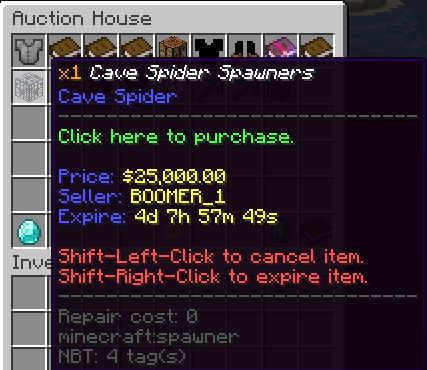 Auction House
x1 Cave Spider Spawners
Cave Spider
------------------------------------
Click here to purchase.
Price: $25,000.00
Seller: BOOMER_1
Expire: 4d 7h 57m 49s
Shift-Left-Click to cancel item.
Shift-Right-Click to expire item.
------------------------------------
Repair cost: 0
minecraft:spawner
NBT: 4 tag(s)